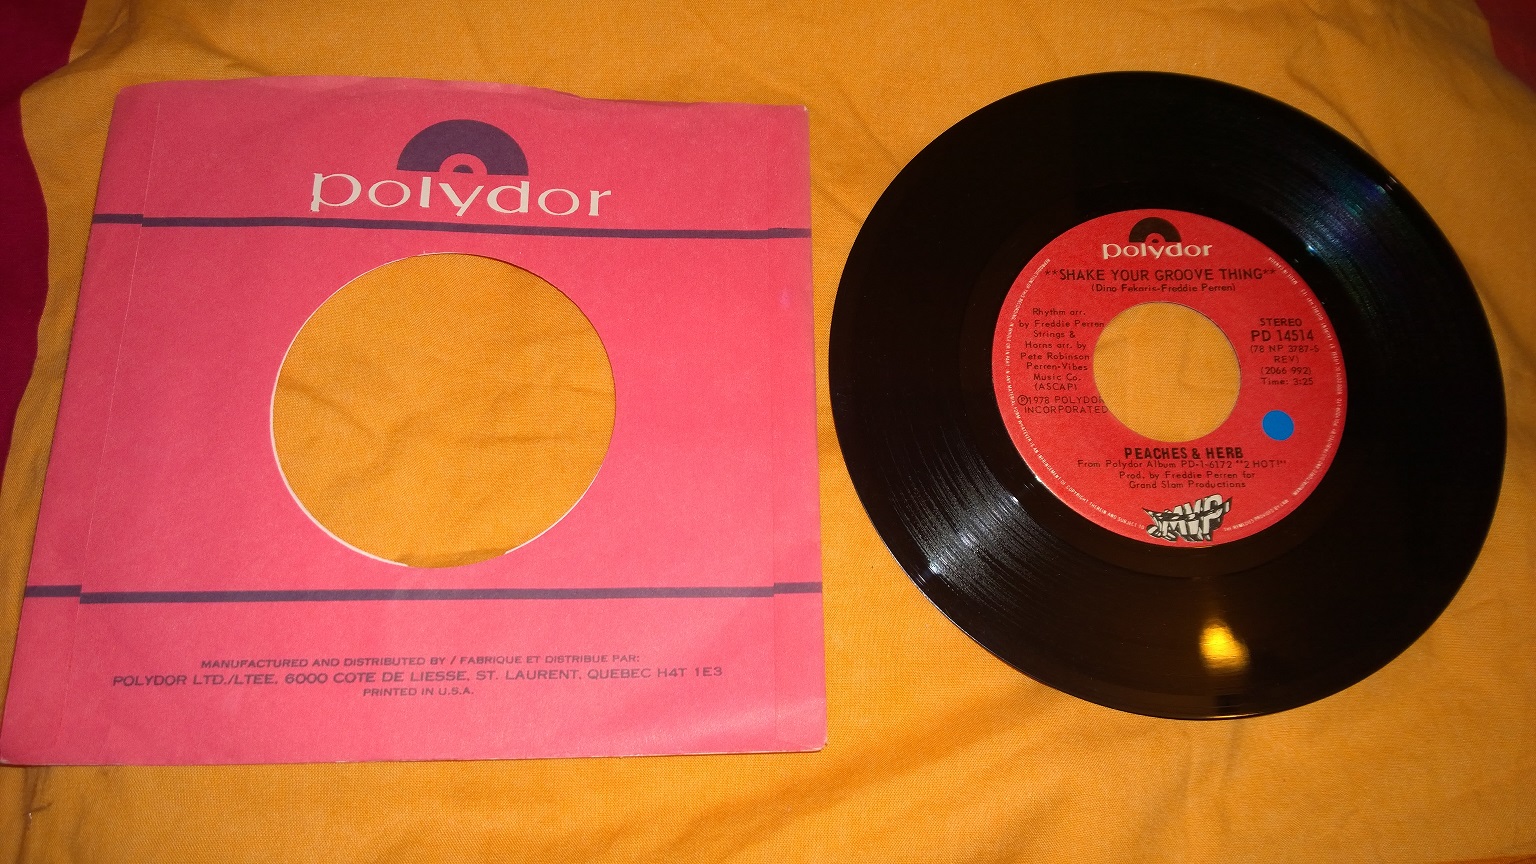 polydor
MANUFACTURED AND DISTRIBUTED BY / FABRIQUE ET DISTRIBUE PAR:
POLYDOR LTD./LTEE, 6000 COTE DE LIESSE, ST. LAURENT, QUEBEC H4T 1E3
PRINTED IN U.S.A.
polydor
**SHAKE YOUR GROOVE THING**
(Dino Fekaris-Freddie Perren)
Rhythm arr.
by Freddie Perren
Strings &
Horns arr. by
Pete Robinson
Perren-Vibes
Music Co.
(ASCAP)
Ⓟ1978 POLYDOR
INCORPORATED
STEREO
PD 14514
(78 NP 3787-S
REV)
(2066 992)
Time: 3:25
PEACHES & HERB
From Polydor Album PD-1-6172 "2 HOT!"
Prod. by Freddie Perren for
Grand Slam Productions
MVP